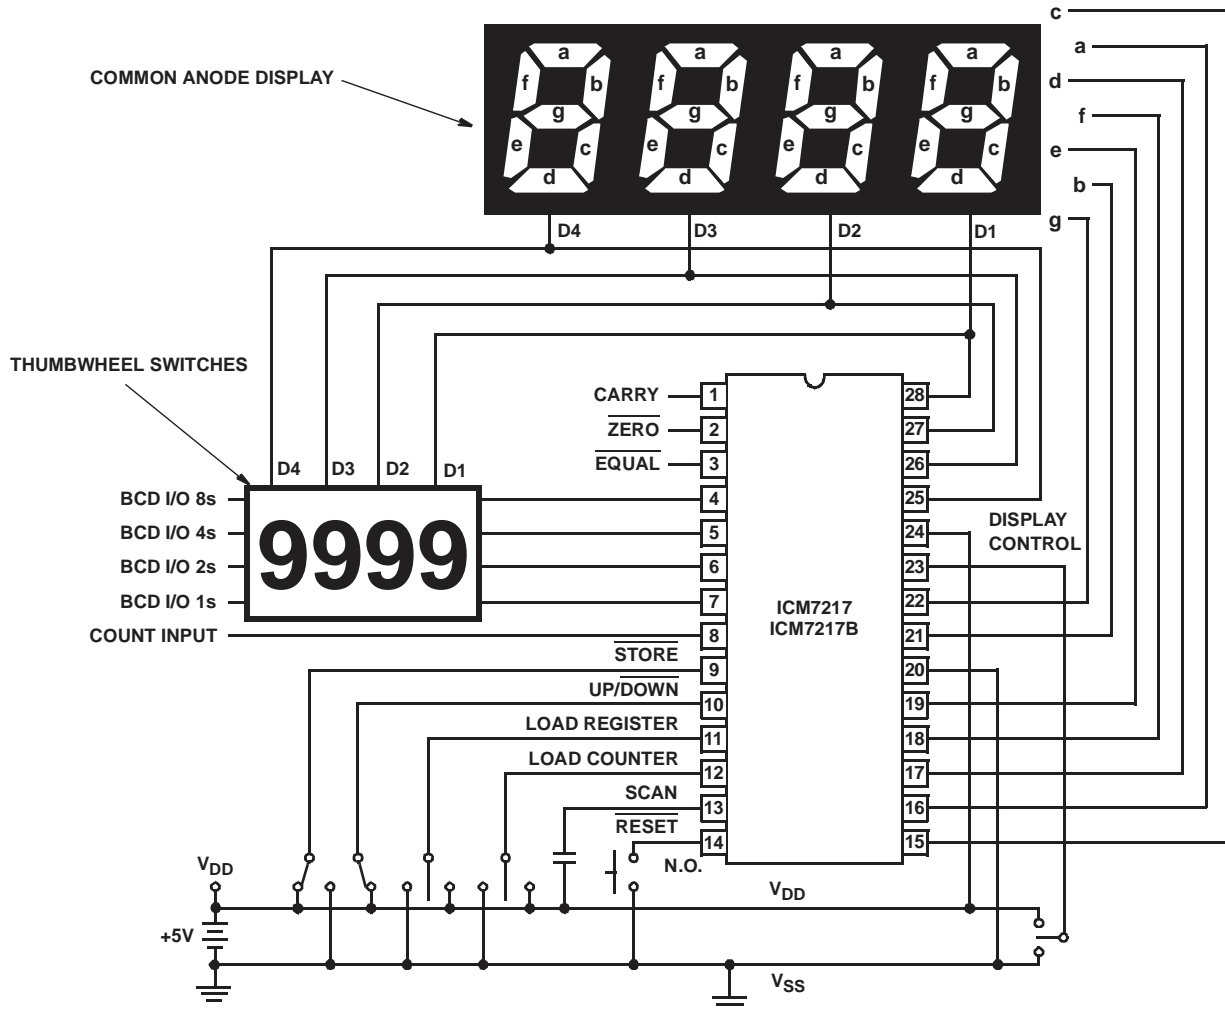 c
a
d
f
e
b
g
COMMON ANODE DISPLAY
a a a a
f b f b f b f b
g g g g
e c e c e c e c
d d d d
D4 D3 D2 D1
THUMBWHEEL SWITCHES
D4 D3 D2 D1
9999
BCD I/O 8s
BCD I/O 4s
BCD I/O 2s
BCD I/O 1s
COUNT INPUT
CARRY
ZERO
EQUAL
STORE
UP/DOWN
LOAD REGISTER
LOAD COUNTER
SCAN
RESET
N.O.
1 28
2 27
3 26
4 25
5 24
6 23
7 22
8 21
9 20
10 19
11 18
12 17
13 16
14 15
ICM7217
ICM7217B
DISPLAY
CONTROL
VDD
VDD
+5V
VSS